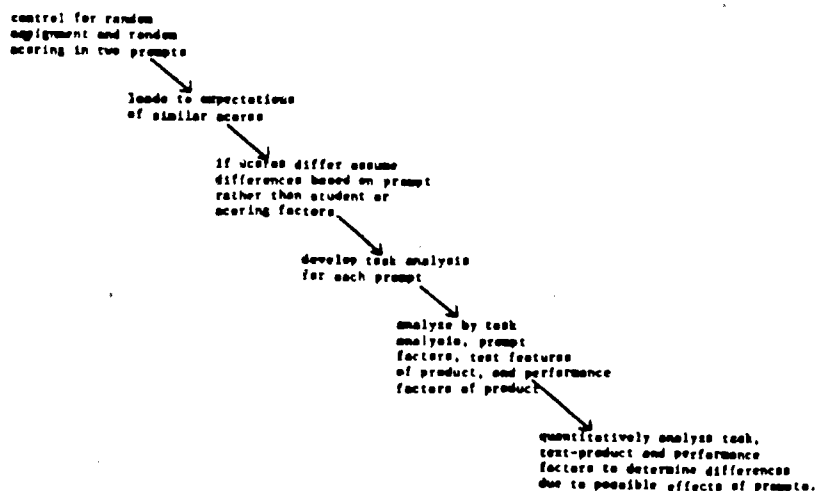 control for random
assignment and random
scoring in two prompts
leads to expectations
of similar scores
if scores differ assume
differences based on prompt
rather than student or
scoring factors
develop task analysis
for each prompt
analyze by task
analysis, prompt
factors, test features
of product, and performance
factors of product
quantitatively analyze task,
text-product and performance
factors to determine differences
due to possible effects of prompts.